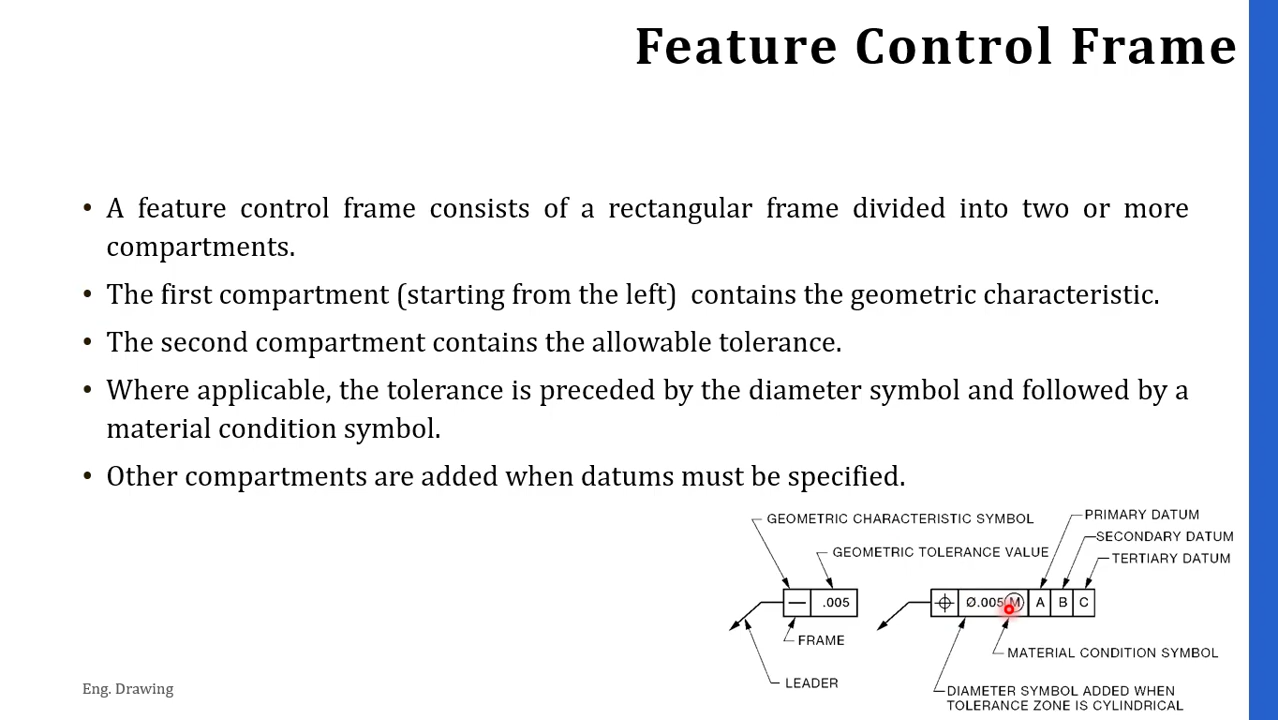 Feature Control Frame
• A feature control frame consists of a rectangular frame divided into two or more
compartments.
• The first compartment (starting from the left) contains the geometric characteristic.
• The second compartment contains the allowable tolerance.
• Where applicable, the tolerance is preceded by the diameter symbol and followed by a
material condition symbol.
• Other compartments are added when datums must be specified.
GEOMETRIC CHARACTERISTIC SYMBOL
GEOMETRIC TOLERANCE VALUE
.005
FRAME
LEADER
PRIMARY DATUM
SECONDARY DATUM
TERTIARY DATUM
Ø.005 Ⓜ A B C
MATERIAL CONDITION SYMBOL
DIAMETER SYMBOL ADDED WHEN
TOLERANCE ZONE IS CYLINDRICAL
Eng. Drawing